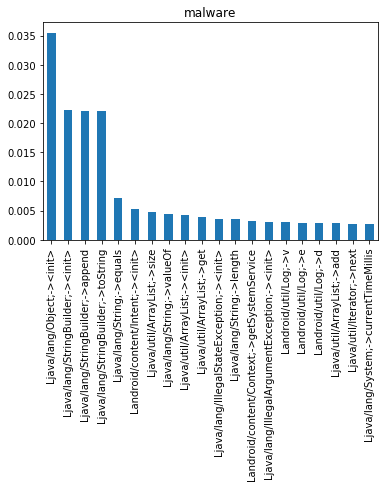 malware
0.035
0.030
0.025
0.020
0.015
0.010
0.005
0.000
Ljava/lang/Object;-><init>
Ljava/lang/StringBuilder;-><init>
Ljava/lang/StringBuilder;->append
Ljava/lang/StringBuilder;->toString
Ljava/lang/String;->equals
Landroid/content/Intent;-><init>
Ljava/util/ArrayList;->size
Ljava/lang/String;->valueOf
Ljava/util/ArrayList;-><init>
Ljava/util/ArrayList;->get
Ljava/lang/IllegalStateException;-><init>
Ljava/lang/String;->length
Landroid/content/Context;->getSystemService
Ljava/lang/IllegalArgumentException;-><init>
Landroid/util/Log;->v
Landroid/util/Log;->e
Landroid/util/Log;->d
Ljava/util/ArrayList;->add
Ljava/util/Iterator;->next
Ljava/lang/System;->currentTimeMillis